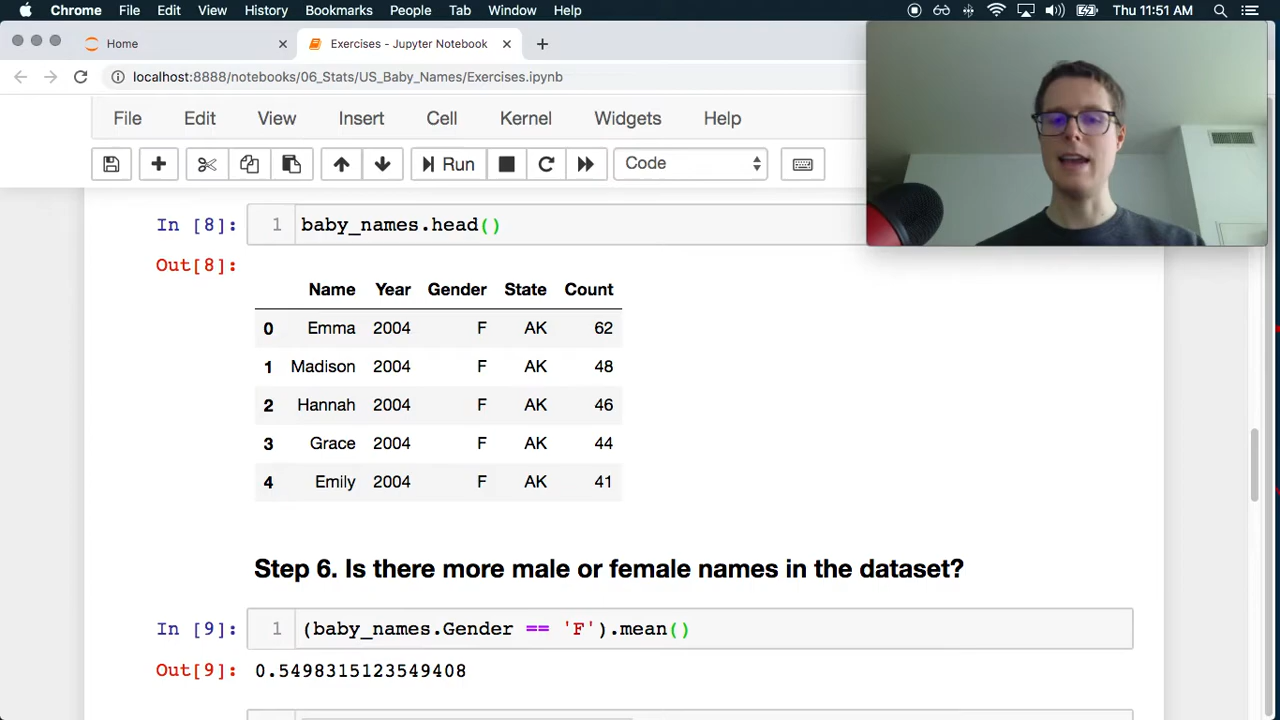 Chrome File Edit View History Bookmarks People Tab Window Help Thu 11:51 AM
Home Exercises - Jupyter Notebook
localhost:8888/notebooks/06_Stats/US_Baby_Names/Exercises.ipynb
File Edit View Insert Cell Kernel Widgets Help
Run Code
In [8]: 1 baby_names.head()
Out[8]:
Name Year Gender State Count
0 Emma 2004 F AK 62
1 Madison 2004 F AK 48
2 Hannah 2004 F AK 46
3 Grace 2004 F AK 44
4 Emily 2004 F AK 41
Step 6. Is there more male or female names in the dataset?
In [9]: 1 (baby_names.Gender == 'F').mean()
Out[9]: 0.5498315123549408